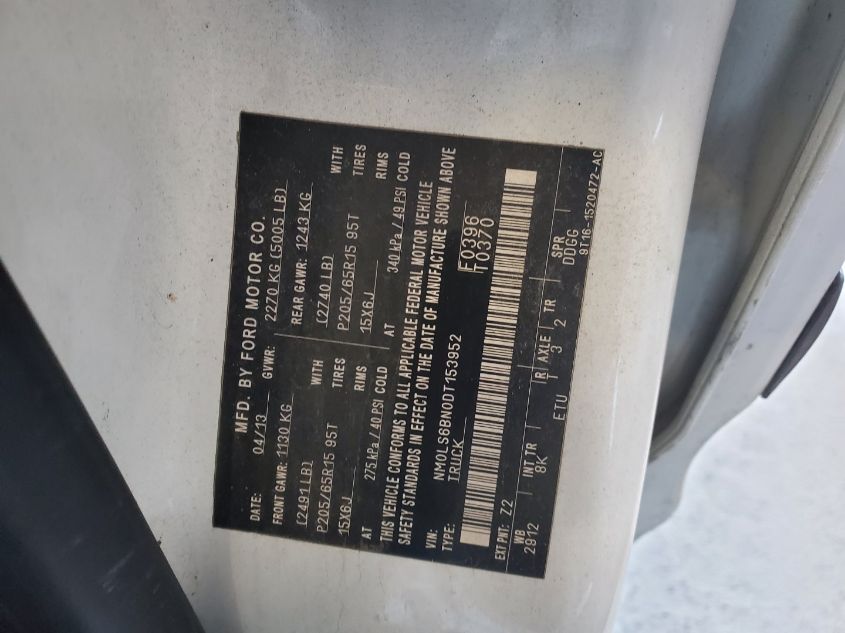 MFD. BY FORD MOTOR CO.
DATE: 04/13 GVWR: 2270 KG (5005 LB)
FRONT GAWR: 1130 KG REAR GAWR: 1243 KG
(2491LB) WITH (2740LB) WITH
P205/65R15 95T TIRES P205/65R15 95T TIRES
15X6J RIMS 15X6J RIMS
AT 275 kPa / 40 PSI COLD AT 340 kPa / 49 PSI COLD
THIS VEHICLE CONFORMS TO ALL APPLICABLE FEDERAL MOTOR VEHICLE
SAFETY STANDARDS IN EFFECT ON THE DATE OF MANUFACTURE SHOWN ABOVE
VIN: NM0LS6BN0DT153952 F0396
TYPE: TRUCK T0370
EXT PNT: Z2
WB INT TR R AXLE TR SPR
2912 8K T 3 2 DDGG
ETU 9T16-1520472-AC